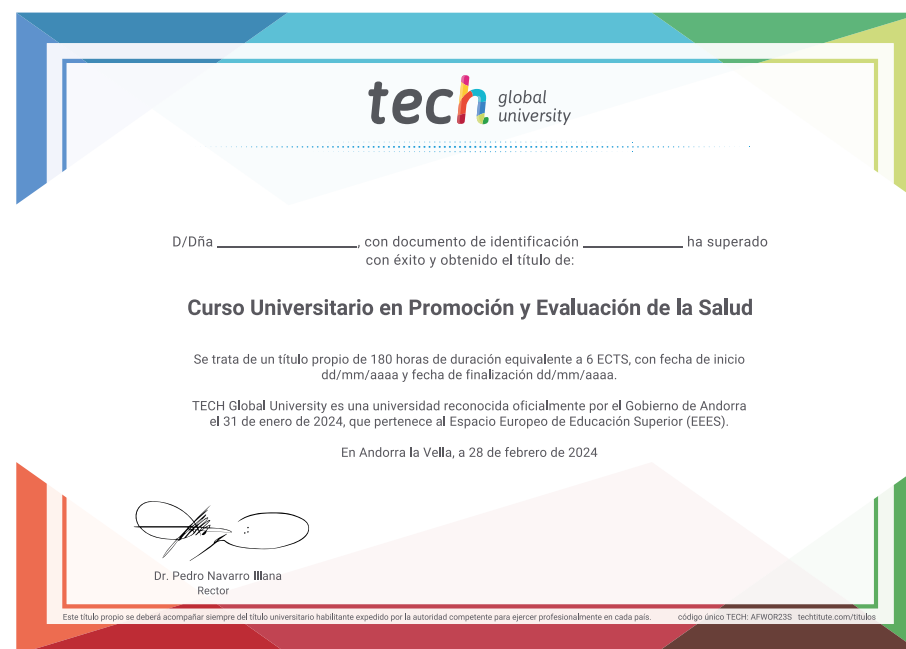 tech global university
D/Dña ____________________, con documento de identificación ______________ ha superado
con éxito y obtenido el título de:
Curso Universitario en Promoción y Evaluación de la Salud
Se trata de un título propio de 180 horas de duración equivalente a 6 ECTS, con fecha de inicio
dd/mm/aaaa y fecha de finalización dd/mm/aaaa.
TECH Global University es una universidad reconocida oficialmente por el Gobierno de Andorra
el 31 de enero de 2024, que pertenece al Espacio Europeo de Educación Superior (EEES).
En Andorra la Vella, a 28 de febrero de 2024
Dr. Pedro Navarro Illana
Rector
Este título propio se deberá acompañar siempre del título universitario habilitante expedido por la autoridad competente para ejercer profesionalmente en cada país. código único TECH: AFWOR23S techtitute.com/titulos